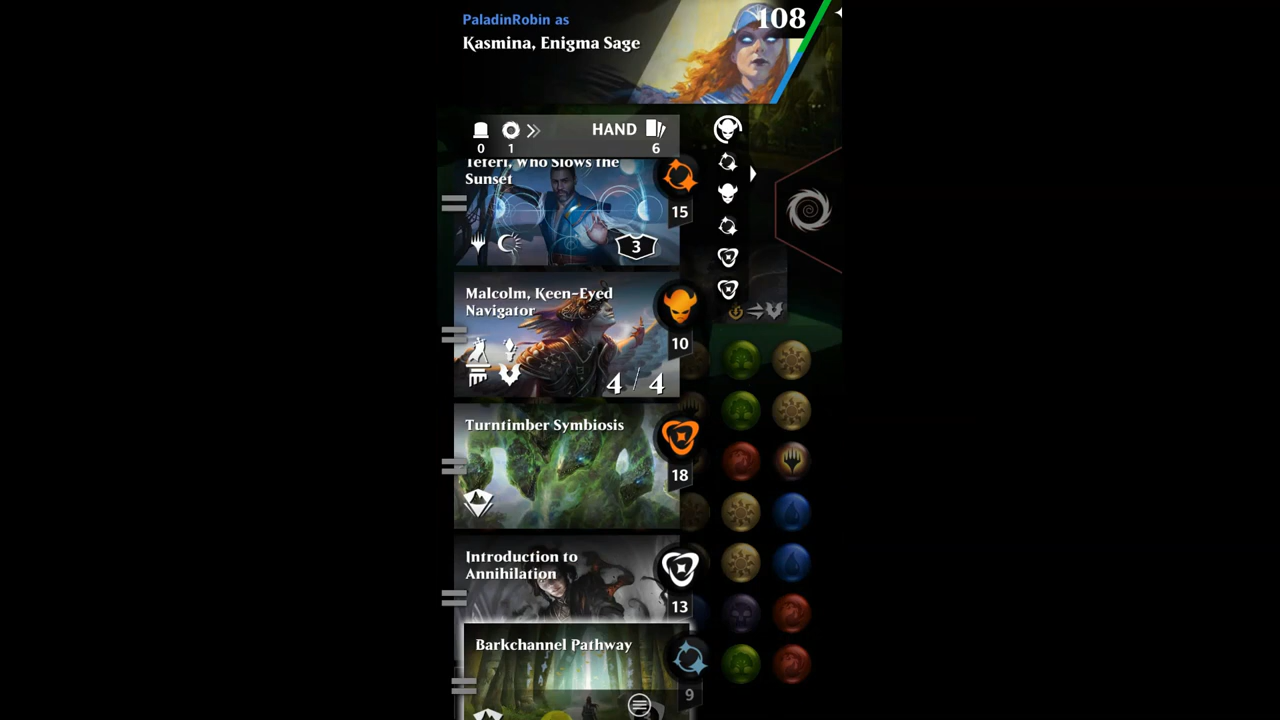 PaladinRobin as
108
Kasmina, Enigma Sage
HAND
0
1
6
Teferi, Who Slows the
Sunset
15
3
Malcolm, Keen-Eyed
Navigator
10
4 / 4
Turntimber Symbiosis
18
Introduction to
Annihilation
13
Barkchannel Pathway
9